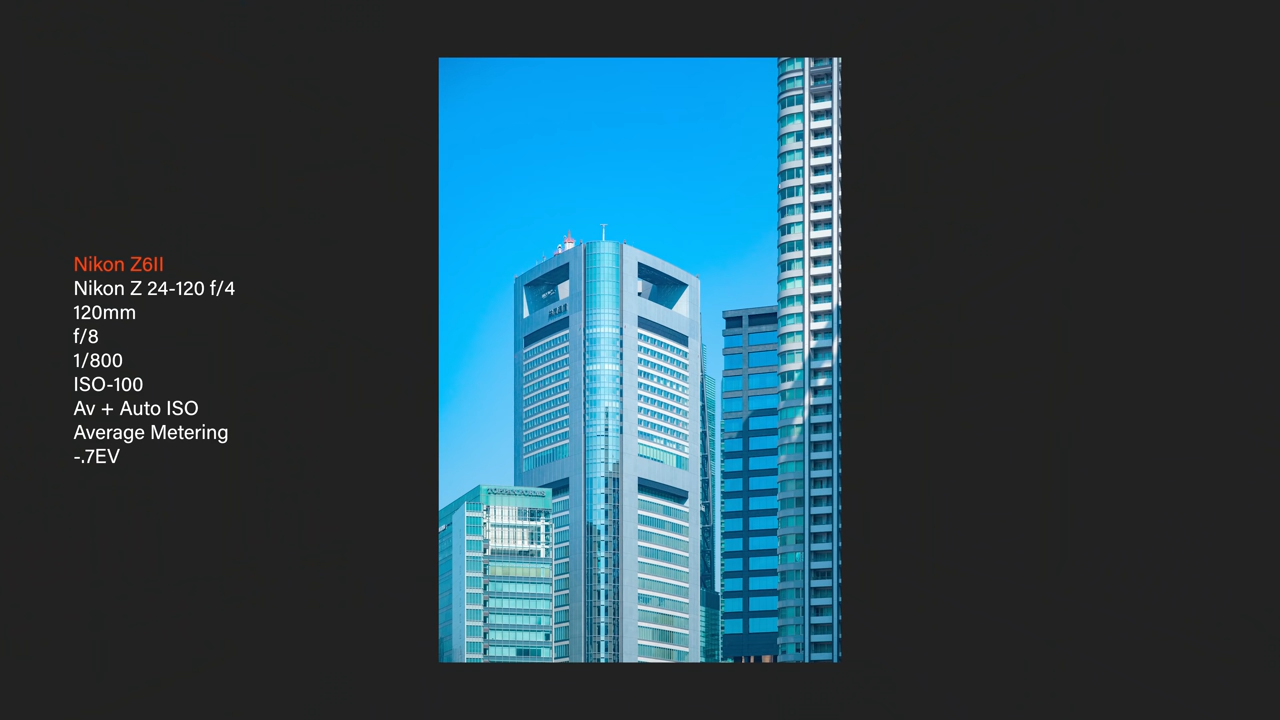 Nikon Z6II
Nikon Z 24-120 f/4
120mm
f/8
1/800
ISO-100
Av + Auto ISO
Average Metering
-.7EV